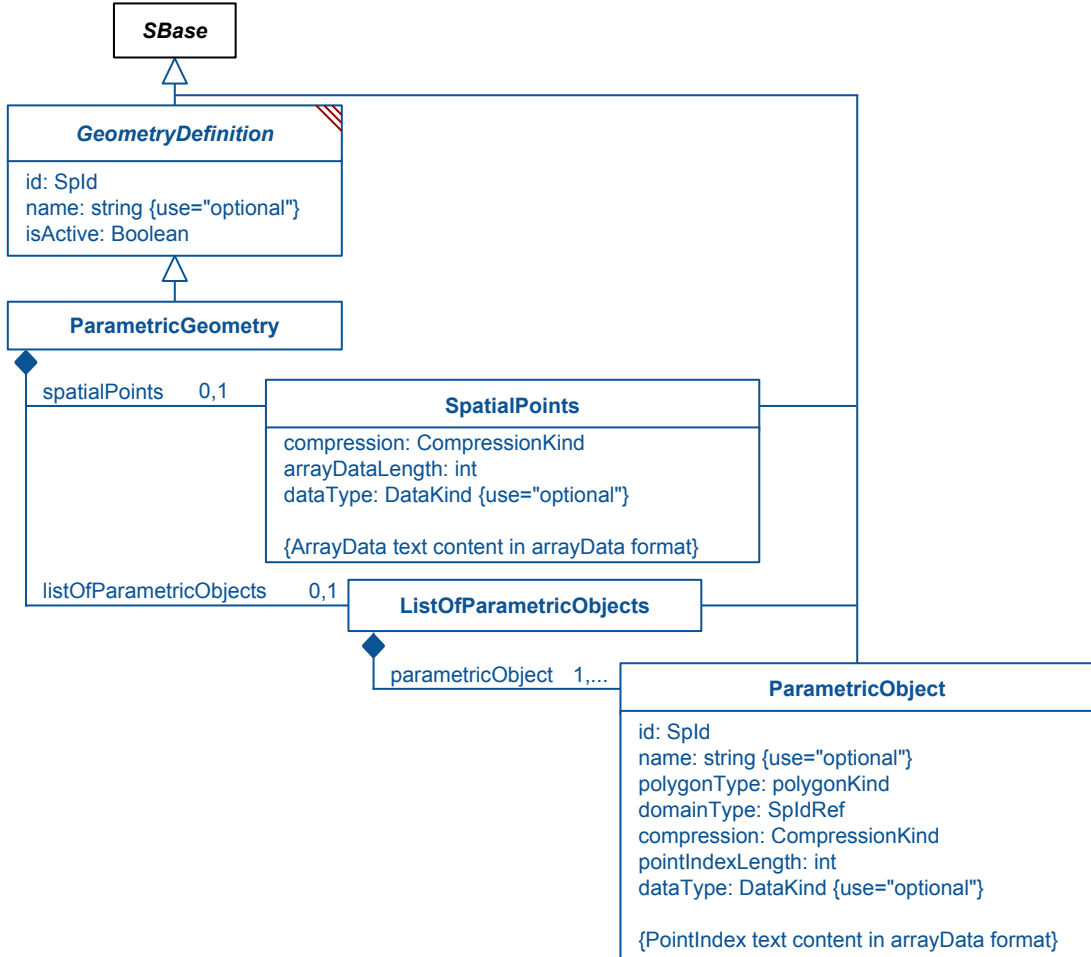 SBase
GeometryDefinition
id: SpId
name: string {use="optional"}
isActive: Boolean
ParametricGeometry
spatialPoints 0,1
SpatialPoints
compression: CompressionKind
arrayDataLength: int
dataType: DataKind {use="optional"}
{ArrayData text content in arrayData format}
listOfParametricObjects 0,1
ListOfParametricObjects
parametricObject 1,...
ParametricObject
id: SpId
name: string {use="optional"}
polygonType: polygonKind
domainType: SpIdRef
compression: CompressionKind
pointIndexLength: int
dataType: DataKind {use="optional"}
{PointIndex text content in arrayData format}